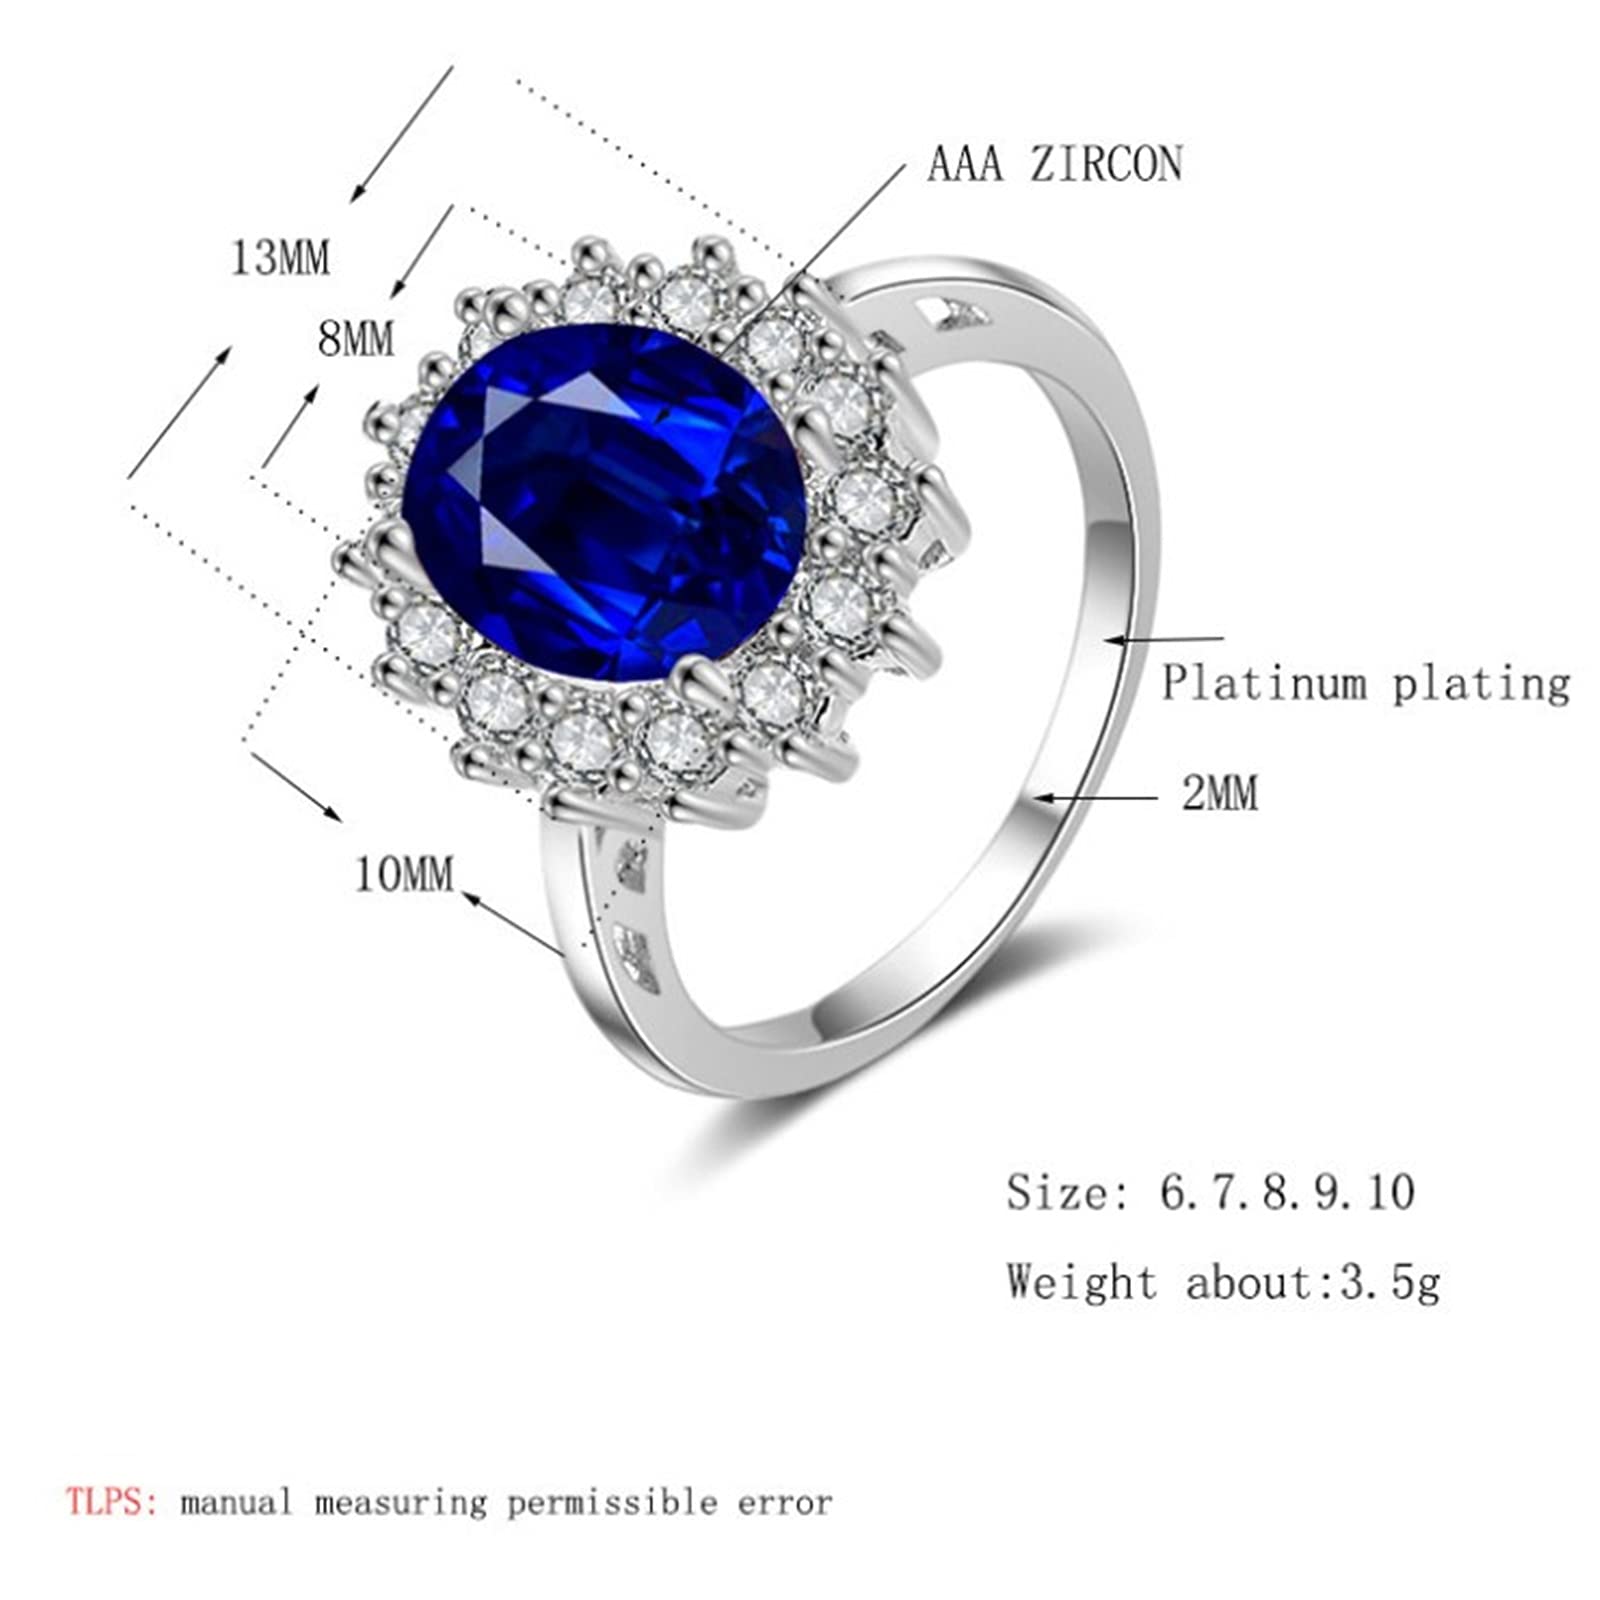 AAA ZIRCON
13MM
8MM
Platinum plating
2MM
10MM
Size: 6.7.8.9.10
Weight about:3.5g
TLPS: manual measuring permissible error